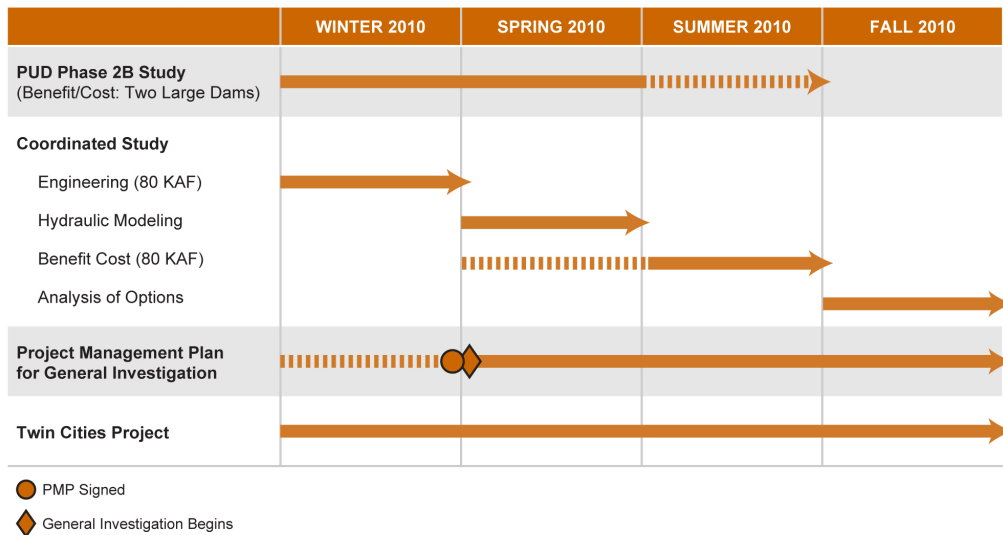 WINTER 2010 SPRING 2010 SUMMER 2010 FALL 2010
PUD Phase 2B Study
(Benefit/Cost: Two Large Dams)
Coordinated Study
Engineering (80 KAF)
Hydraulic Modeling
Benefit Cost (80 KAF)
Analysis of Options
Project Management Plan
for General Investigation
Twin Cities Project
PMP Signed
General Investigation Begins